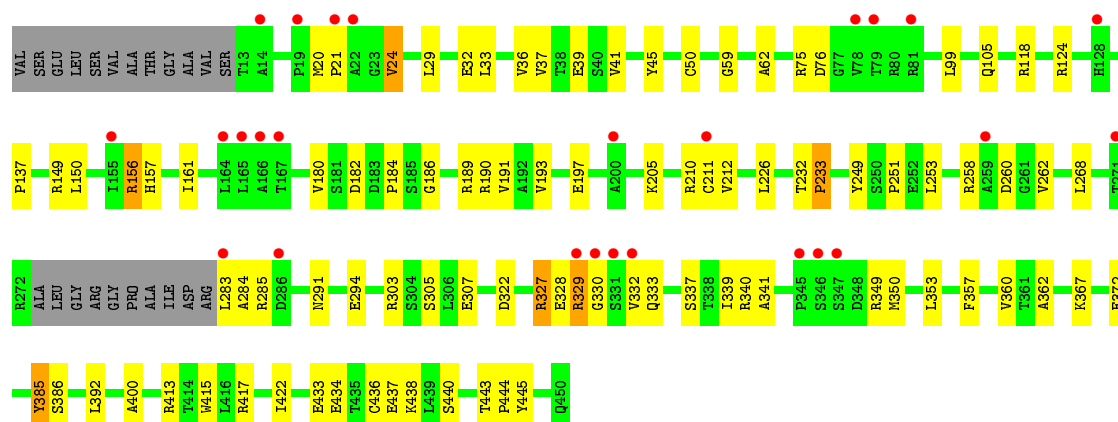 VAL SER GLU LEU SER VAL ALA THR GLY ALA VAL SER T13 A14 P19 M20 P21 A22 G23 V24 L29 E32 L33 V36 V37 T38 E39 S40 V41 Y45 C50 G59 A62 R75 D76 G77 V78 T79 R80 R81 L99 Q105 R118 R124 H128
P137 R149 L150 I155 R156 H157 I161 L164 L165 A166 T167 V180 S181 D182 D183 P184 S185 G186 R189 R190 V191 A192 V193 E197 A200 K205 R210 C211 V212 L226 T232 P233 Y249 S250 P251 E252 L253 R258 A259 D260 G261 V262 L268 T271
R272 ALA LEU GLY ARG GLY PRO ALA ILE ASP ARG L283 A284 R285 D286 N291 E294 R303 S304 S305 L306 E307 D322 R327 E328 R329 G330 S331 V332 Q333 S337 T338 I339 R340 A341 P345 S346 S347 D348 R349 M350 L353 F357 V360 T361 A362 K367
Y385 S386 L392 A400 R413 T414 W415 L416 R417 I422 E433 E434 T435 C436 E437 K438 L439 S440 T443 P444 Y445 Q450